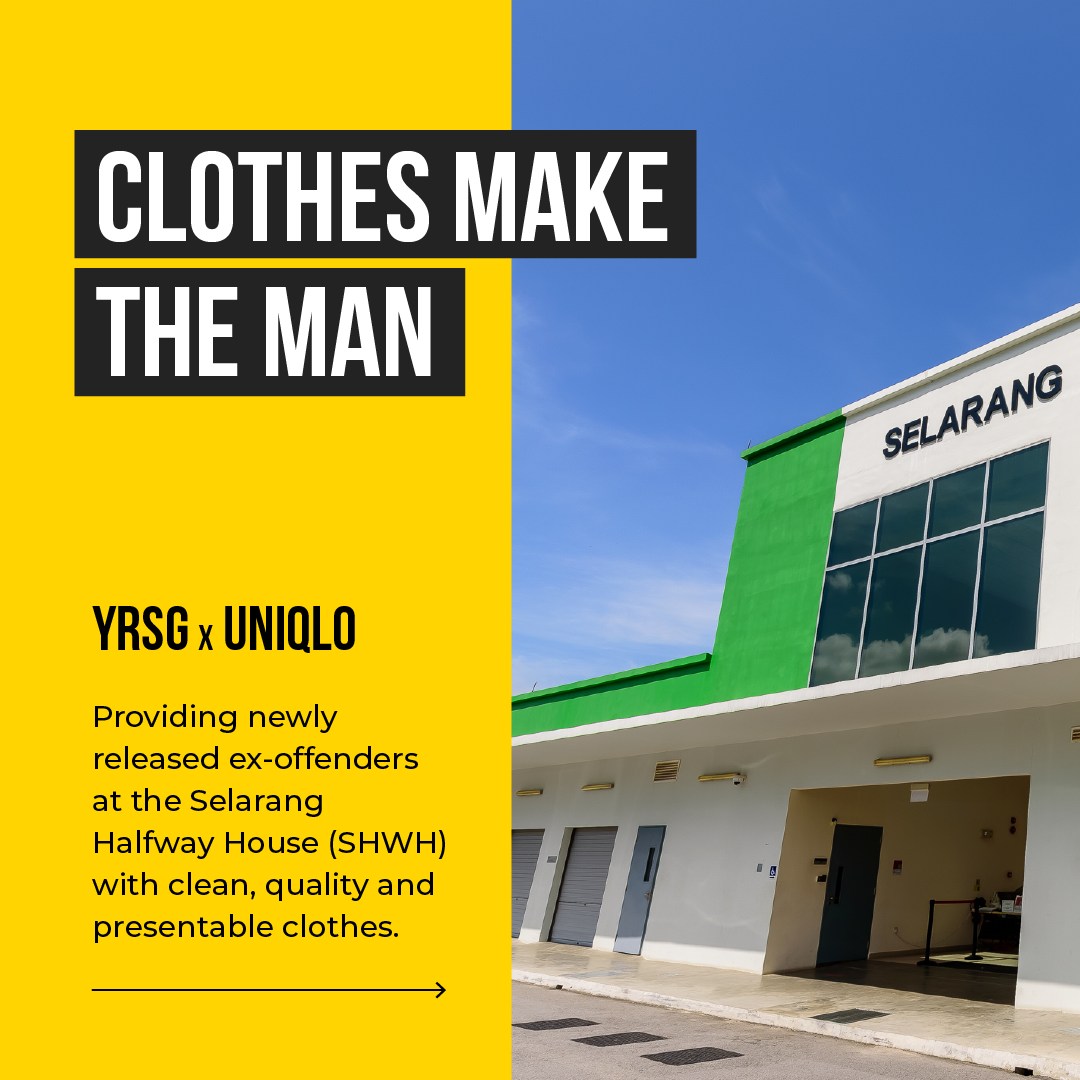 CLOTHES MAKE
THE MAN
SELARANG
YRSG x UNIQLO
Providing newly
released ex-offenders
at the Selarang
Halfway House (SHWH)
with clean, quality and
presentable clothes.